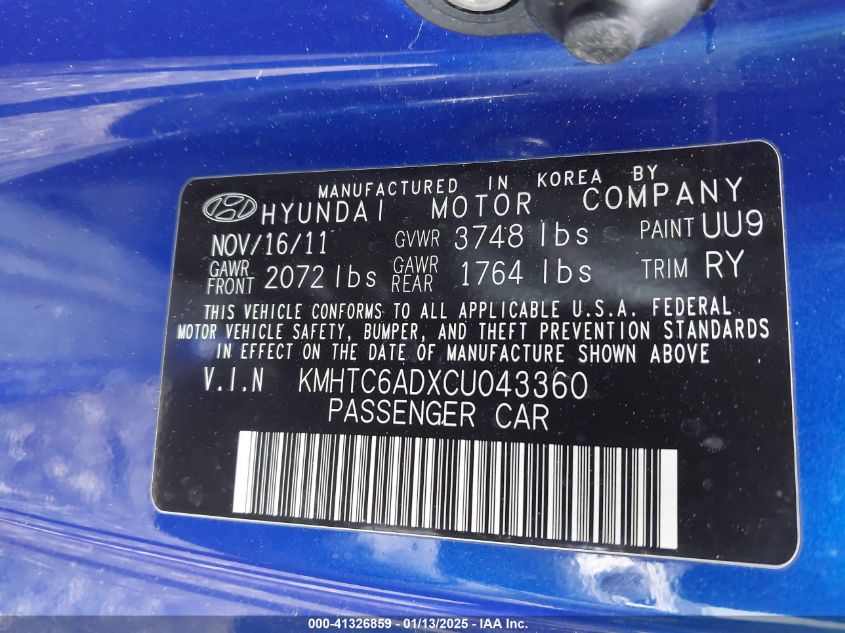 MANUFACTURED IN KOREA BY
HYUNDAI MOTOR COMPANY
NOV/16/11 GVWR 3748 lbs PAINT UU9
GAWR FRONT 2072 lbs GAWR REAR 1764 lbs TRIM RY
THIS VEHICLE CONFORMS TO ALL APPLICABLE U.S.A. FEDERAL
MOTOR VEHICLE SAFETY, BUMPER, AND THEFT PREVENTION STANDARDS
IN EFFECT ON THE DATE OF MANUFACTURE SHOWN ABOVE
V.I.N KMHTC6ADXCU043360
PASSENGER CAR
000-41326859 - 01/13/2025 - IAA Inc.